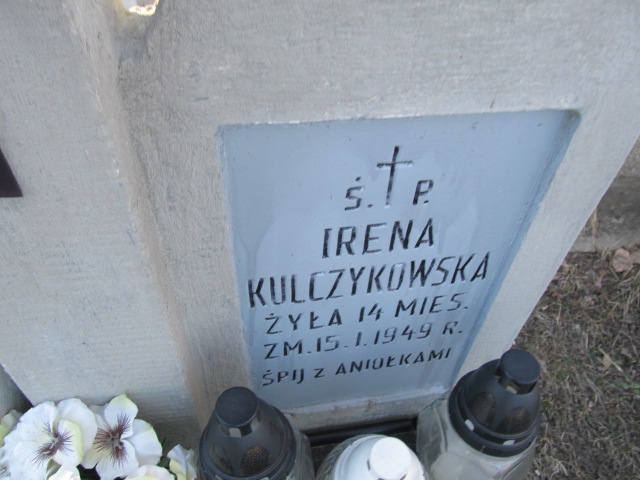 Ś. P.
IRENA
KULCZYKOWSKA
ŻYŁA 14 MIES.
ZM. 15. I. 1949 R.
ŚPIJ Z ANIOŁKAMI